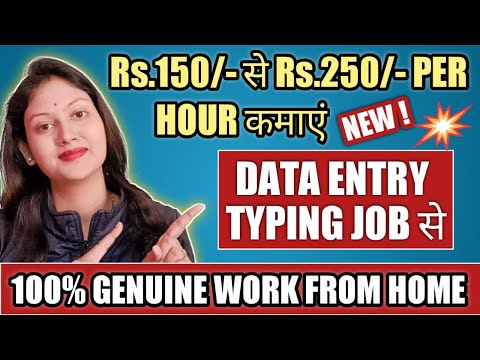 Rs.150/- से Rs.250/- PER
HOUR कमाएं
NEW !
DATA ENTRY
TYPING JOB से
100% GENUINE WORK FROM HOME